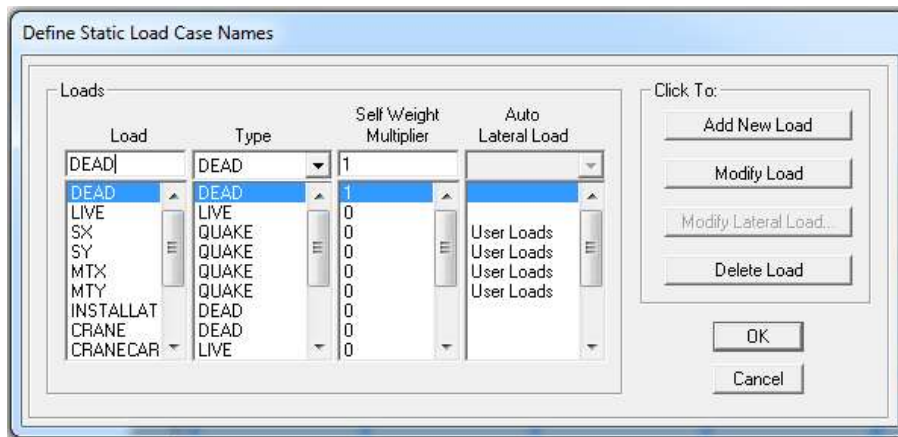 Define Static Load Case Names
Loads
Click To:
Load Type Self Weight Multiplier Auto Lateral Load
DEAD DEAD 1
DEAD DEAD 1
LIVE LIVE 0
SX QUAKE 0 User Loads
SY QUAKE 0 User Loads
MTX QUAKE 0 User Loads
MTY QUAKE 0 User Loads
INSTALLAT DEAD 0
CRANE DEAD 0
CRANECAR LIVE 0
Add New Load
Modify Load
Modify Lateral Load...
Delete Load
OK
Cancel